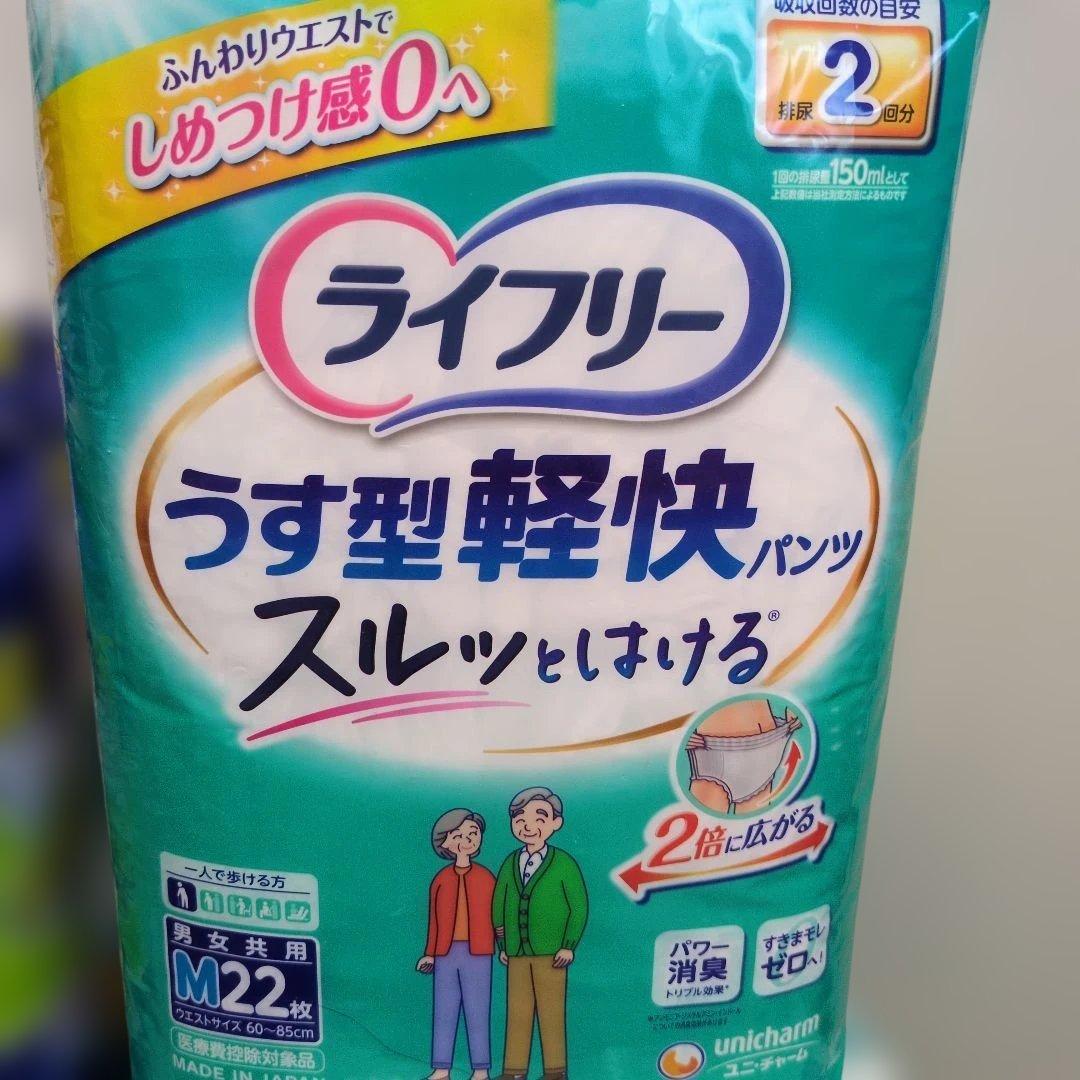 ふんわりウエストで
しめつけ感0へ
吸収回数の目安
排尿2回分
1回の排尿量150mlとして
上記数値は当社測定方法によるものです
ライフリー
うす型軽快パンツ
スルッとはける®
2倍に広がる
一人で歩ける方
男女共用
M22枚
ウエストサイズ 60~85cm
医療費控除対象品
MADE IN JAPAN
パワー
消臭
トリプル効果*
すきまモレ
ゼロへ!
unicharm
ユニ・チャーム